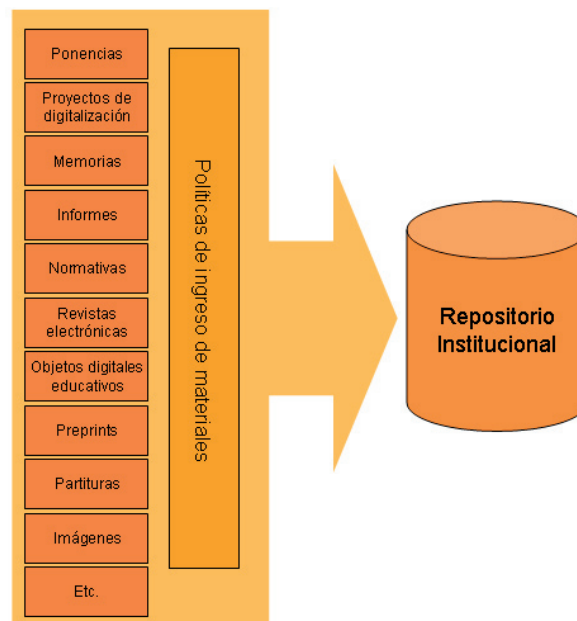 Ponencias
Proyectos de
digitalización
Memorias
Informes
Normativas
Revistas
electrónicas
Objetos digitales
educativos
Preprints
Partituras
Imágenes
Etc.
Políticas de ingreso de materiales
Repositorio
Institucional